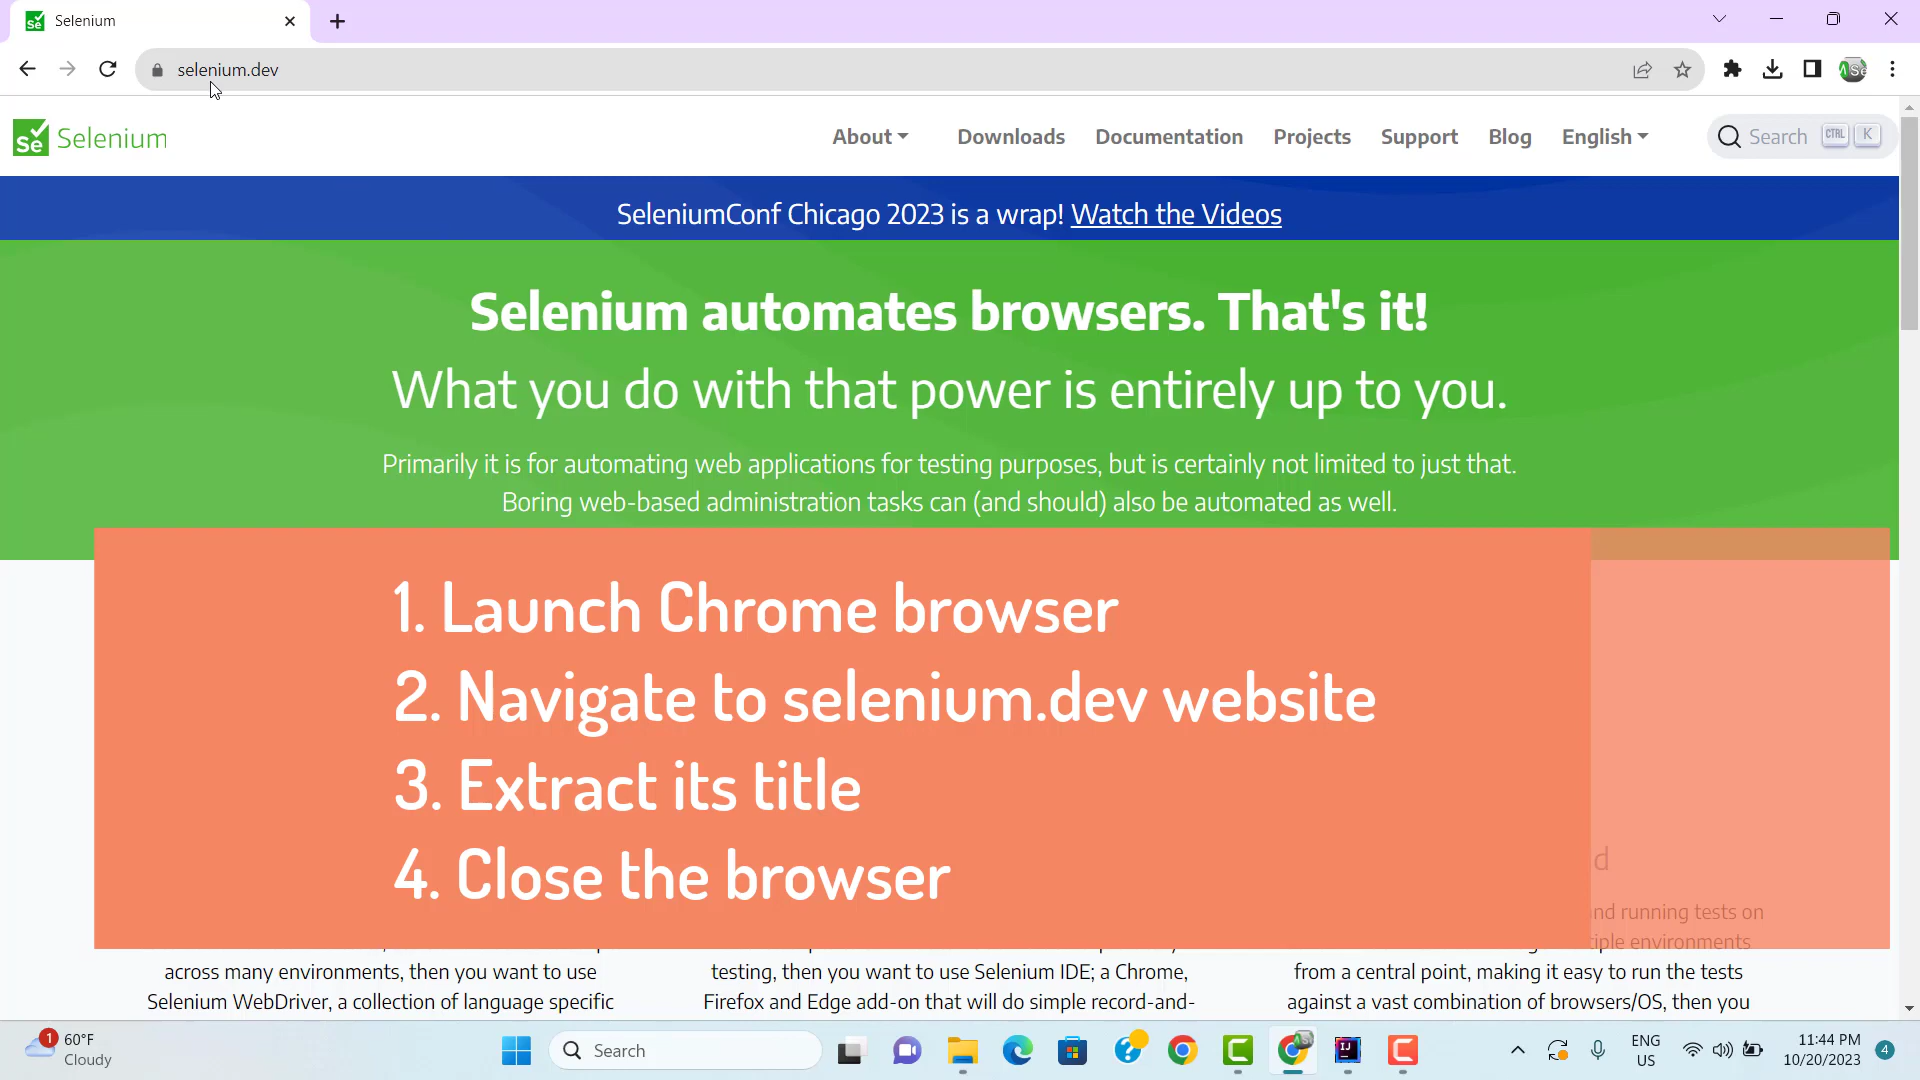 Selenium
selenium.dev
Se Selenium
About
Downloads
Documentation
Projects
Support
Blog
English
Search CTRL K
SeleniumConf Chicago 2023 is a wrap! Watch the Videos
Selenium automates browsers. That's it!
What you do with that power is entirely up to you.
Primarily it is for automating web applications for testing purposes, but is certainly not limited to just that.
Boring web-based administration tasks can (and should) also be automated as well.
1. Launch Chrome browser
2. Navigate to selenium.dev website
3. Extract its title
4. Close the browser
across many environments, then you want to use
Selenium WebDriver, a collection of language specific
testing, then you want to use Selenium IDE; a Chrome,
Firefox and Edge add-on that will do simple record-and-
running tests on
environments
from a central point, making it easy to run the tests
against a vast combination of browsers/OS, then you
1
60°F
Cloudy
Search
ENG
US
11:44 PM
10/20/2023
4